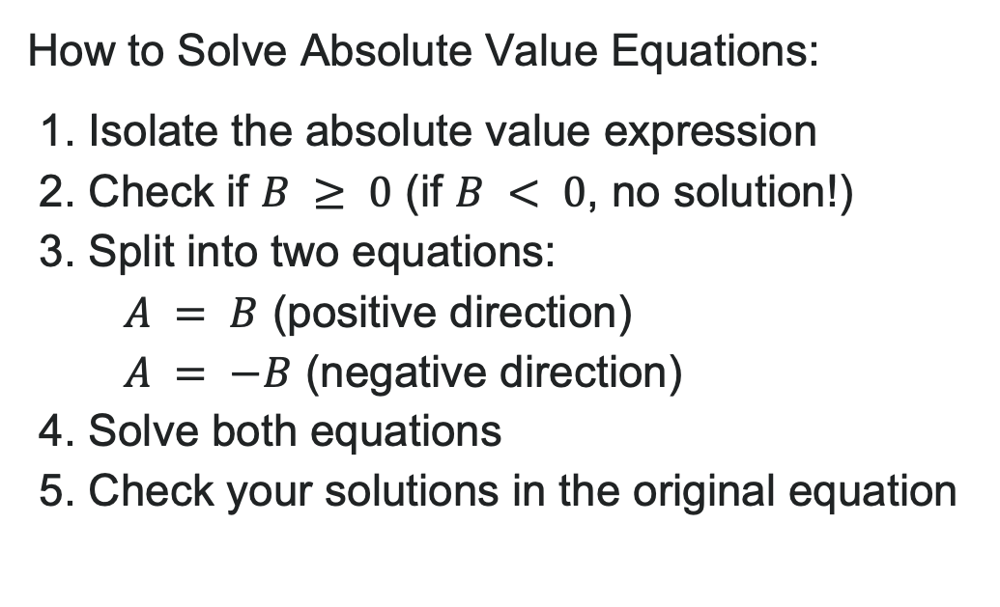 How to Solve Absolute Value Equations:
1. Isolate the absolute value expression
2. Check if B ≥ 0 (if B < 0, no solution!)
3. Split into two equations:
A = B (positive direction)
A = −B (negative direction)
4. Solve both equations
5. Check your solutions in the original equation